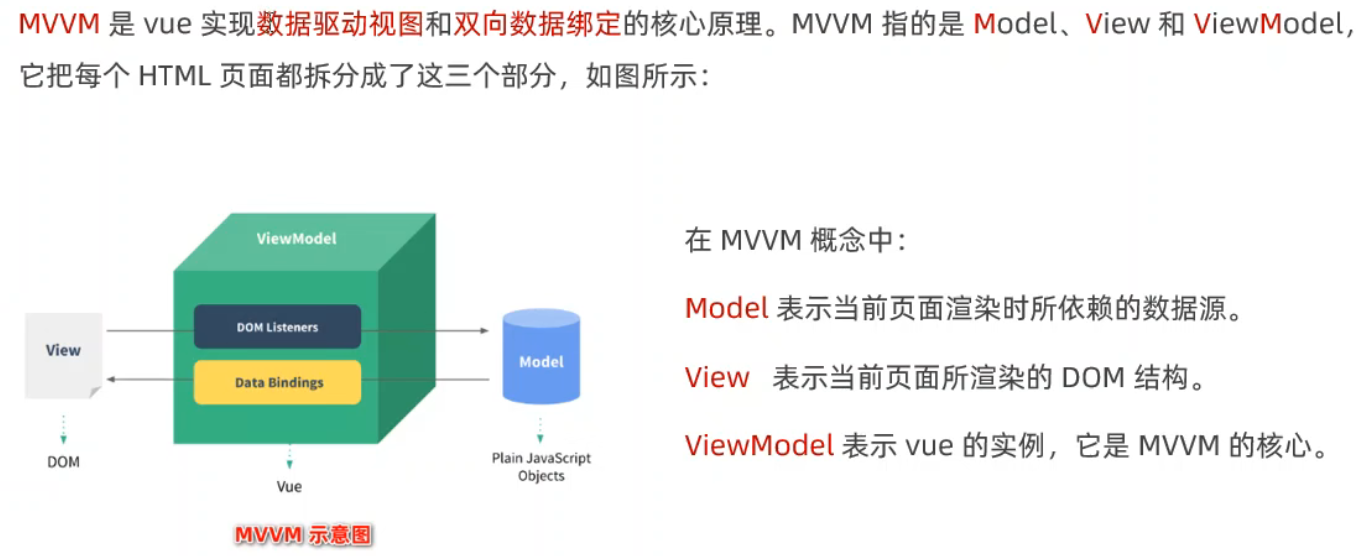 MVVM 是 vue 实现数据驱动视图和双向数据绑定的核心原理。MVVM 指的是 Model、View 和 ViewModel，
它把每个 HTML 页面都拆分成了这三个部分，如图所示：
ViewModel
DOM Listeners
View
Model
Data Bindings
DOM
Plain JavaScript
Objects
Vue
MVVM 示意图
在 MVVM 概念中：
Model 表示当前页面渲染时所依赖的数据源。
View 表示当前页面所渲染的 DOM 结构。
ViewModel 表示 vue 的实例，它是 MVVM 的核心。